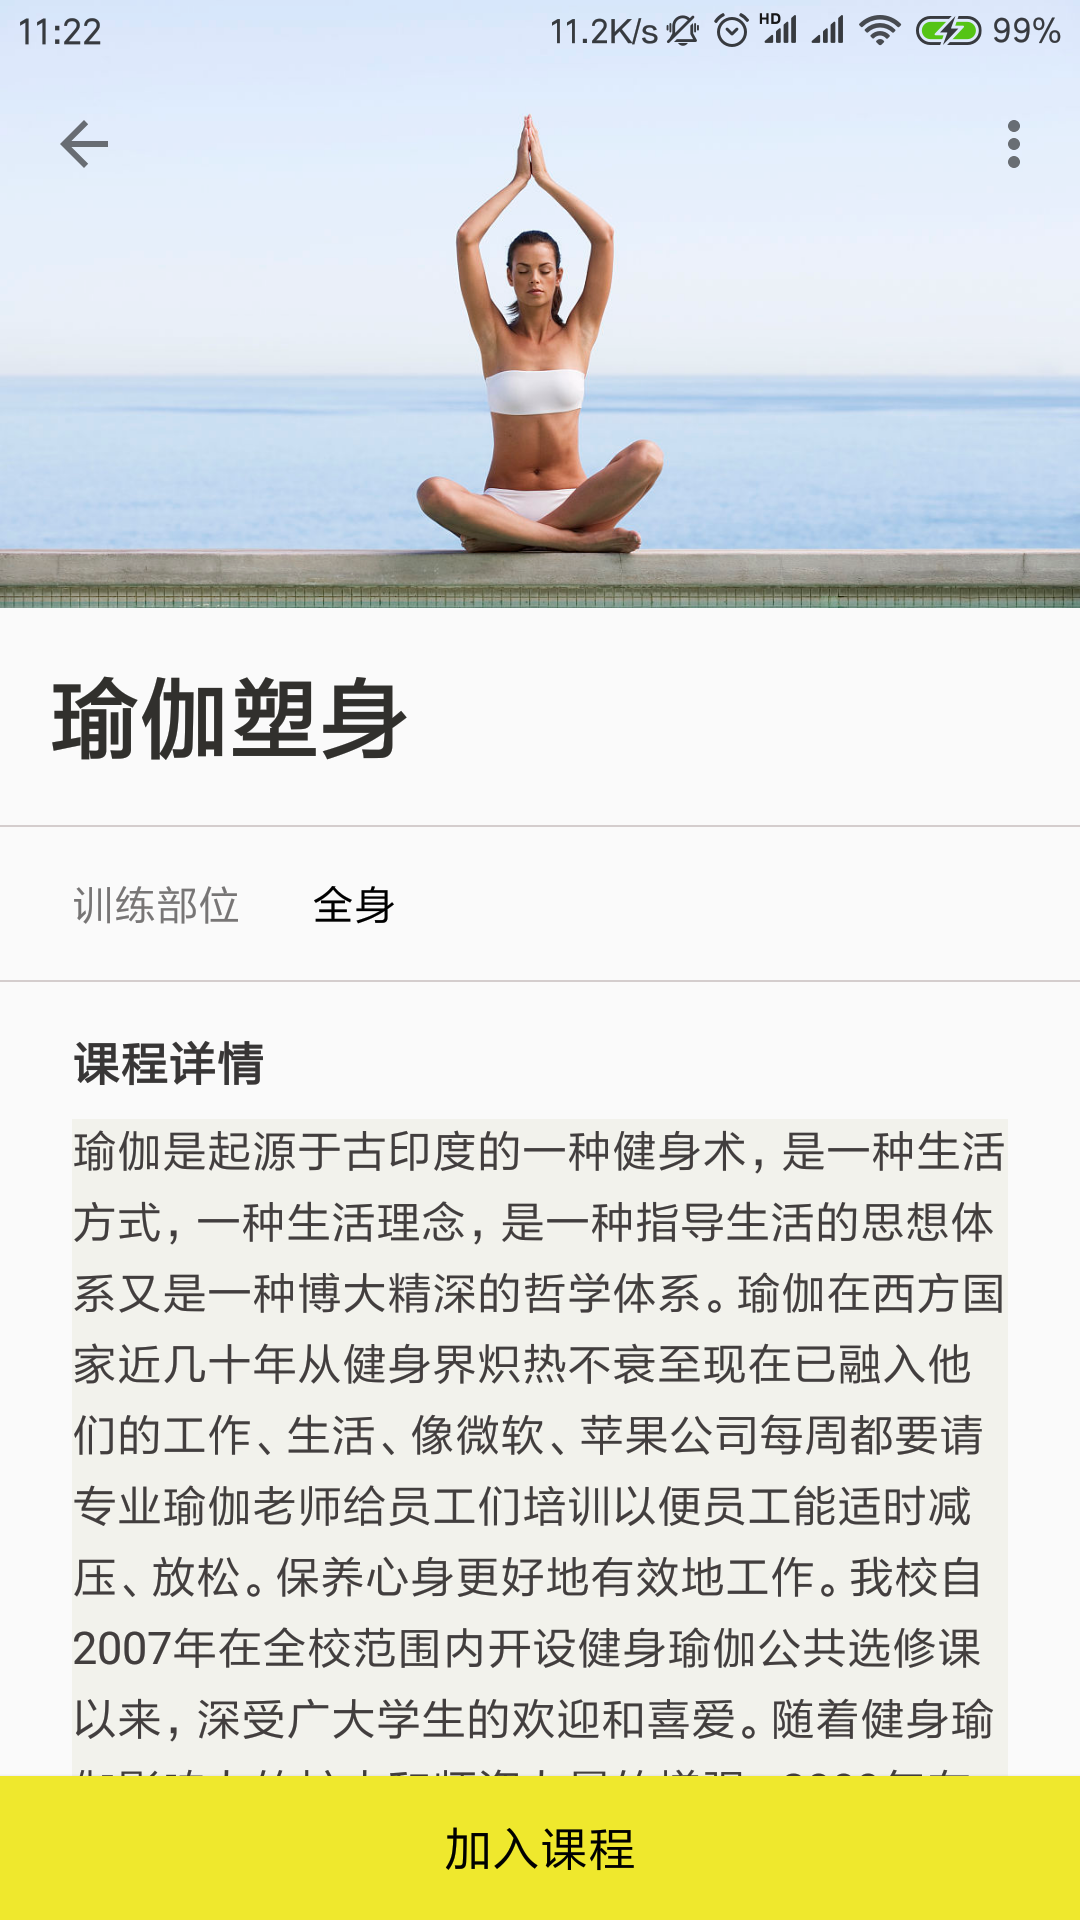 11:22
11.2K/s
HD
99%
瑜伽塑身
训练部位
全身
课程详情
瑜伽是起源于古印度的一种健身术，是一种生活
方式，一种生活理念，是一种指导生活的思想体
系又是一种博大精深的哲学体系。瑜伽在西方国
家近几十年从健身界炽热不衰至现在已融入他
们的工作、生活、像微软、苹果公司每周都要请
专业瑜伽老师给员工们培训以便员工能适时减
压、放松。保养心身更好地有效地工作。我校自
2007年在全校范围内开设健身瑜伽公共选修课
以来，深受广大学生的欢迎和喜爱。随着健身瑜
加入课程